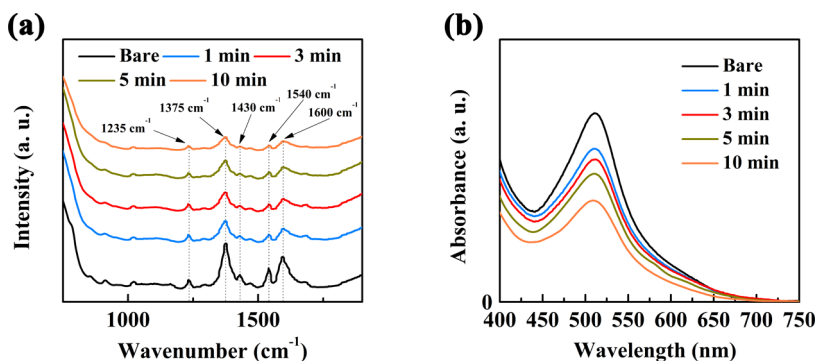 (a)
Bare 1 min 3 min
5 min 10 min
1235 cm⁻¹
1375 cm⁻¹
1430 cm⁻¹
1540 cm⁻¹
1600 cm⁻¹
Intensity (a. u.)
1000 1500
Wavenumber (cm⁻¹)
(b)
Bare
1 min
3 min
5 min
10 min
Absorbance (a. u.)
0
400 450 500 550 600 650 700 750
Wavelength (nm)